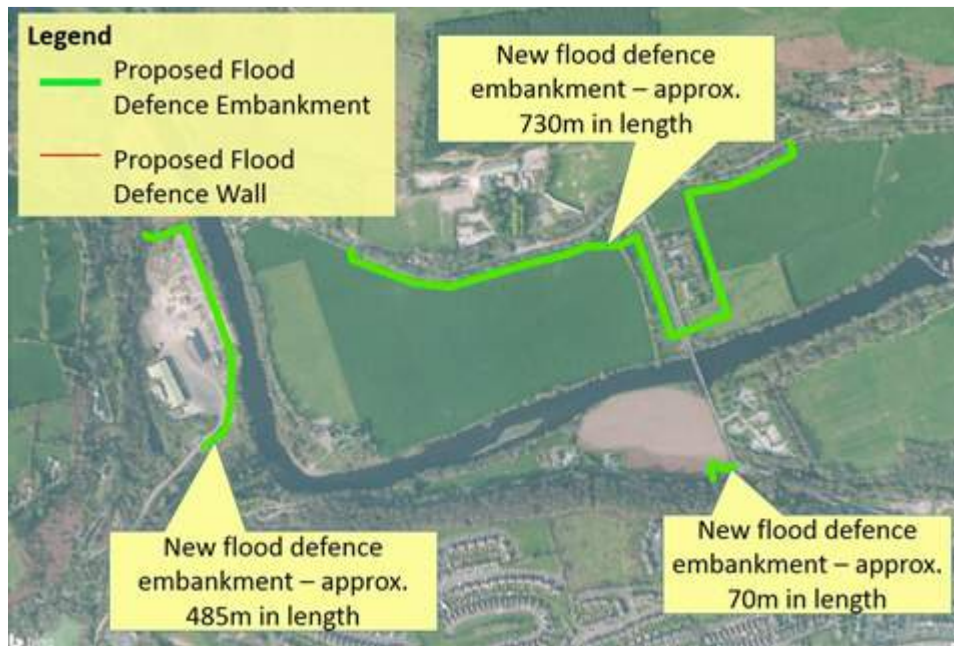 Legend
Proposed Flood
Defence Embankment
Proposed Flood
Defence Wall
New flood defence
embankment – approx.
730m in length
New flood defence
embankment – approx.
485m in length
New flood defence
embankment – approx.
70m in length